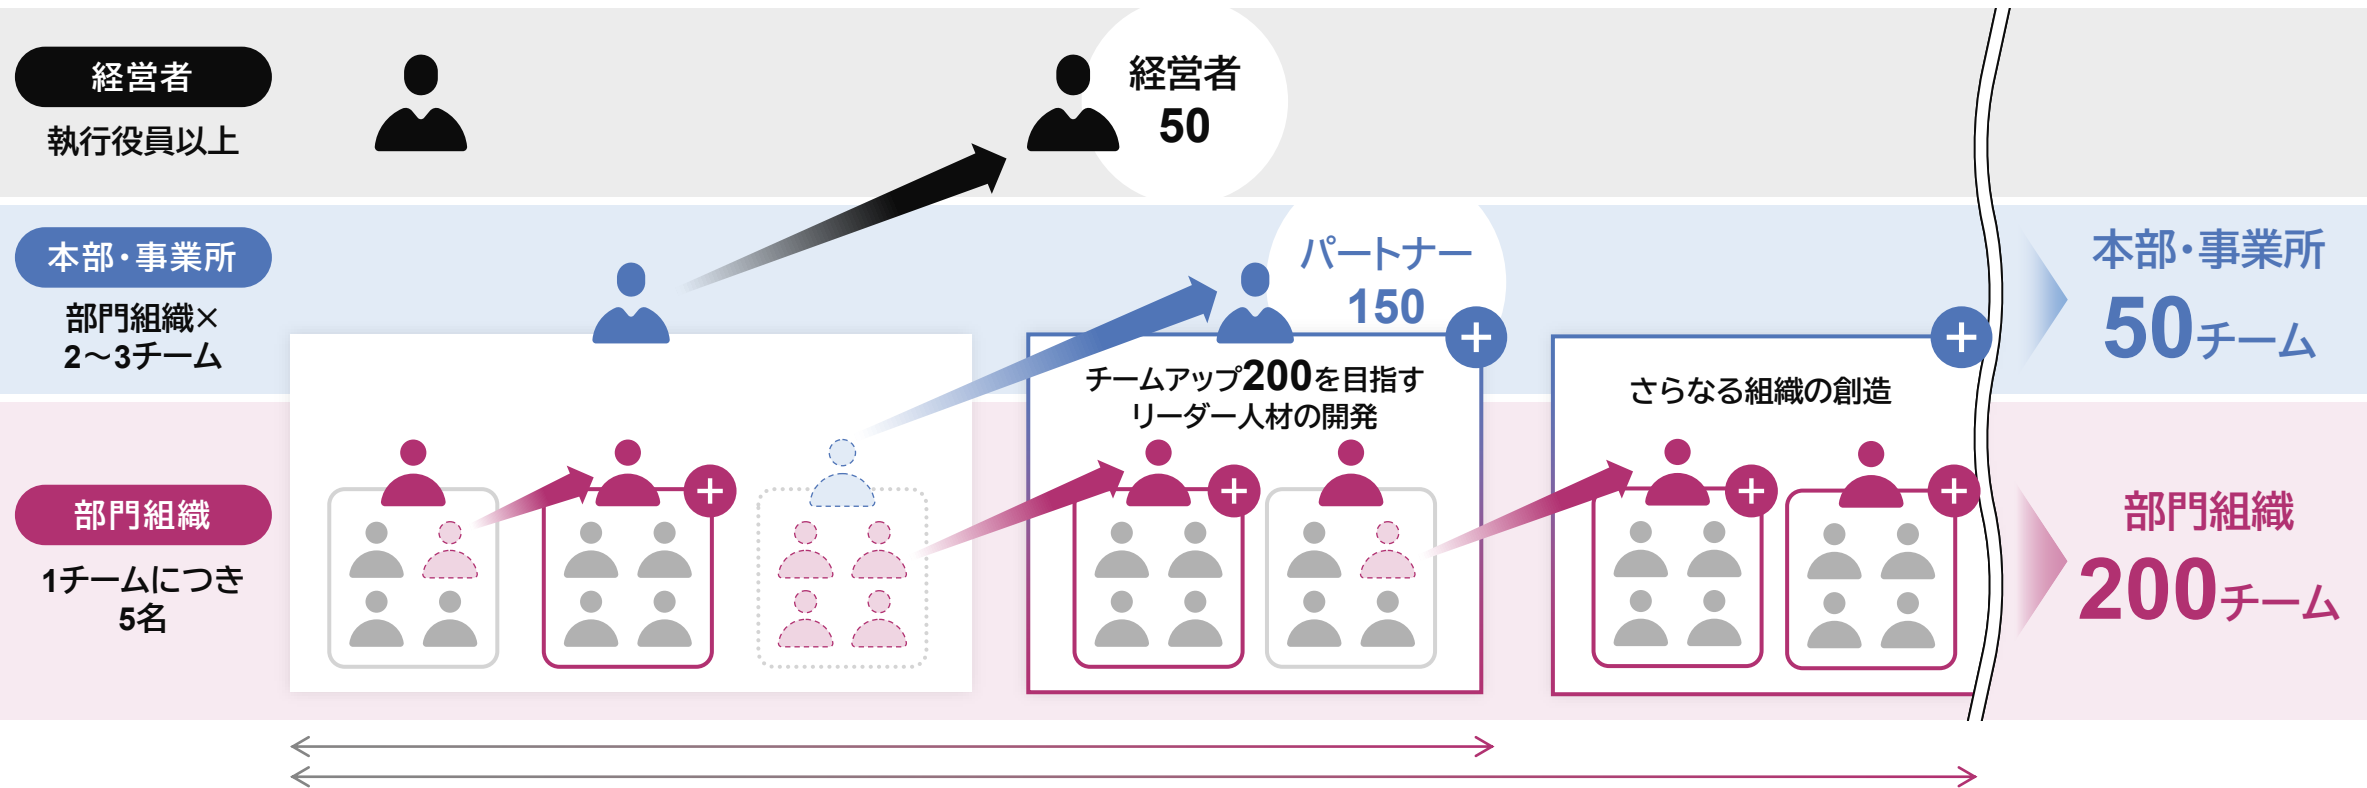 経営者
執行役員以上
経営者
50
本部・事業所
部門組織×
2〜3チーム
パートナー
150
本部・事業所
50チーム
チームアップ200を目指す
リーダー人材の開発
さらなる組織の創造
部門組織
1チームにつき
5名
部門組織
200チーム